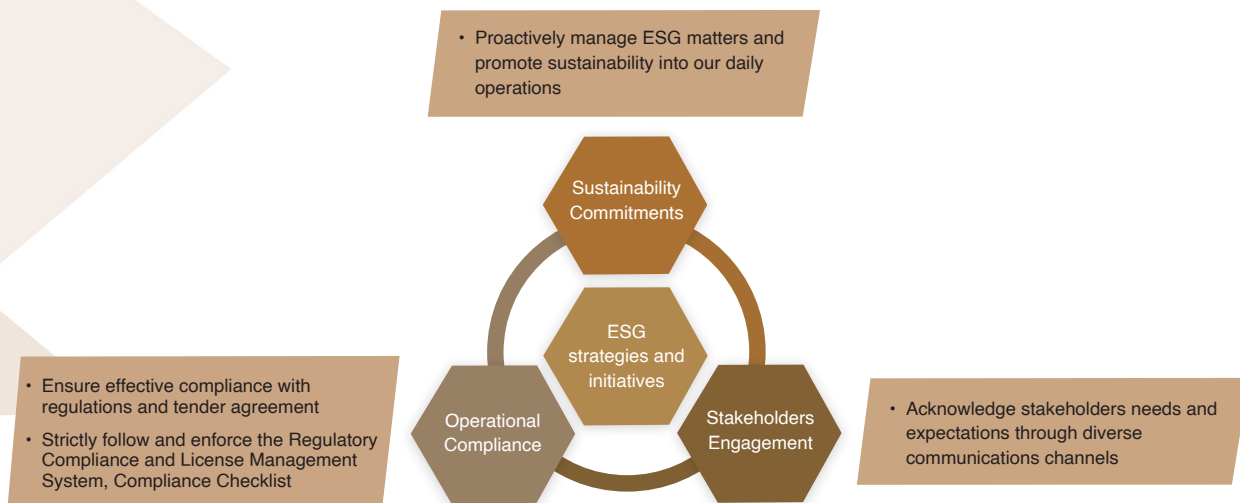 • Proactively manage ESG matters and
promote sustainability into our daily
operations
Sustainability
Commitments
ESG
strategies and
initiatives
• Ensure effective compliance with
regulations and tender agreement
• Strictly follow and enforce the Regulatory
Compliance and License Management
System, Compliance Checklist
Operational
Compliance
Stakeholders
Engagement
• Acknowledge stakeholders needs and
expectations through diverse
communications channels